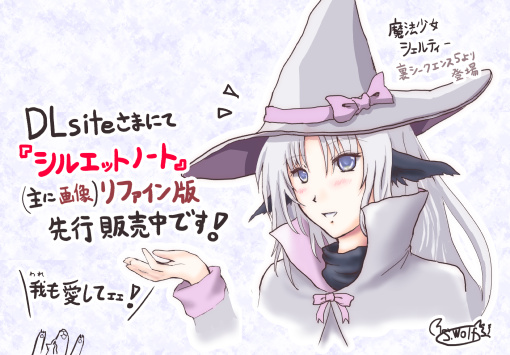 魔法少女
シェルティー
裏シークエンス5より
登場
DLsiteさまにて
『シルエットノート』
(主に画像)リファイン版
先行販売中です!
我も愛してェェ!
われ
S.WOLF